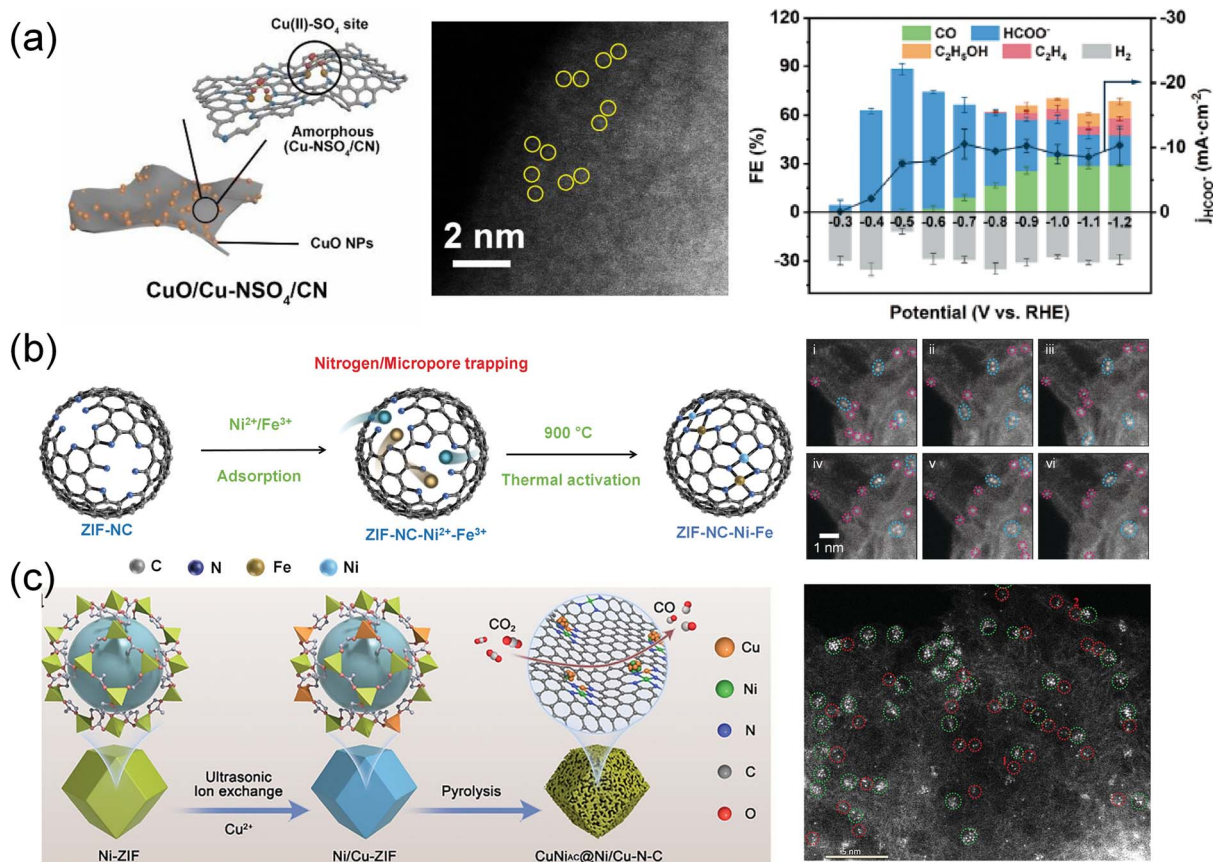 (a)
Cu(II)-SO₄ site
Amorphous
(Cu-NSO₄/CN)
CuO NPs
CuO/Cu-NSO₄/CN
2 nm
CO
HCOO⁻
C₂H₅OH
C₂H₄
H₂
FE (%)
120
90
60
30
0
-30
-30
-20
-10
0
j_HCOO⁻ (mA·cm⁻²)
-0.3 -0.4 -0.5 -0.6 -0.7 -0.8 -0.9 -1.0 -1.1 -1.2
Potential (V vs. RHE)
(b)
Nitrogen/Micropore trapping
Ni²⁺/Fe³⁺
Adsorption
900 °C
Thermal activation
ZIF-NC
ZIF-NC-Ni²⁺-Fe³⁺
ZIF-NC-Ni-Fe
C N Fe Ni
i ii iii
iv v vi
1 nm
(c)
CO₂
CO
Cu
Ni
N
C
O
Ultrasonic
Ion exchange
Cu²⁺
Pyrolysis
Ni-ZIF
Ni/Cu-ZIF
CuNiAC@Ni/Cu-N-C
5 nm